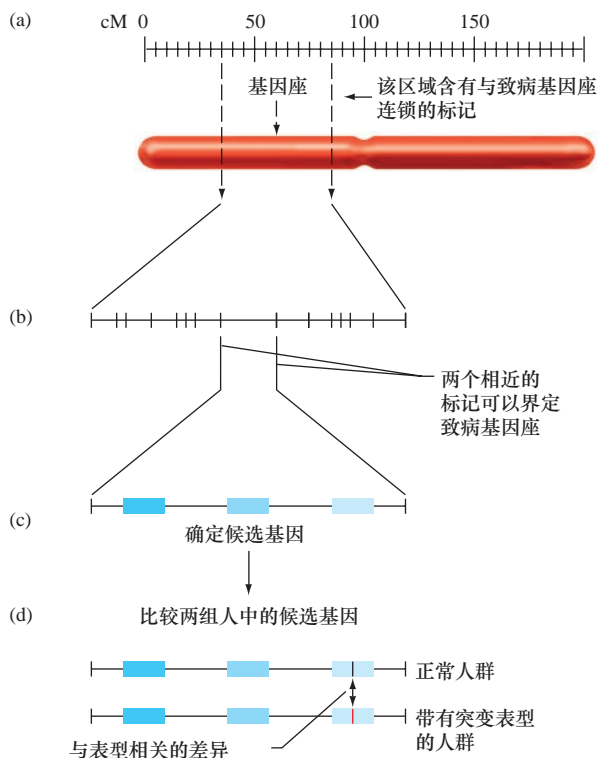 (a)
cM 0 50 100 150
基因座
该区域含有与致病基因座
连锁的标记
(b)
两个相近的
标记可以界定
致病基因座
(c)
确定候选基因
(d)
比较两组人中的候选基因
正常人群
带有突变表型
的人群
与表型相关的差异